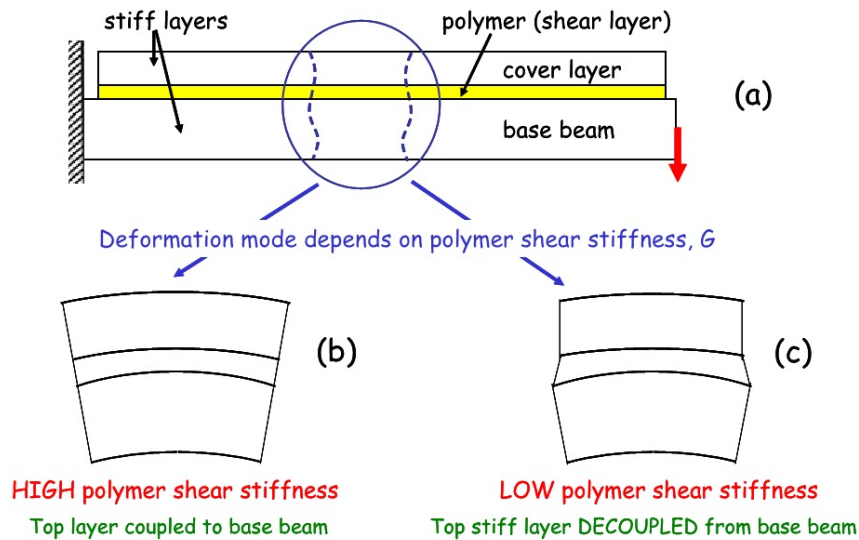 stiff layers
polymer (shear layer)
cover layer
(a)
base beam
Deformation mode depends on polymer shear stiffness, G
(b)
(c)
HIGH polymer shear stiffness
LOW polymer shear stiffness
Top layer coupled to base beam
Top stiff layer DECOUPLED from base beam